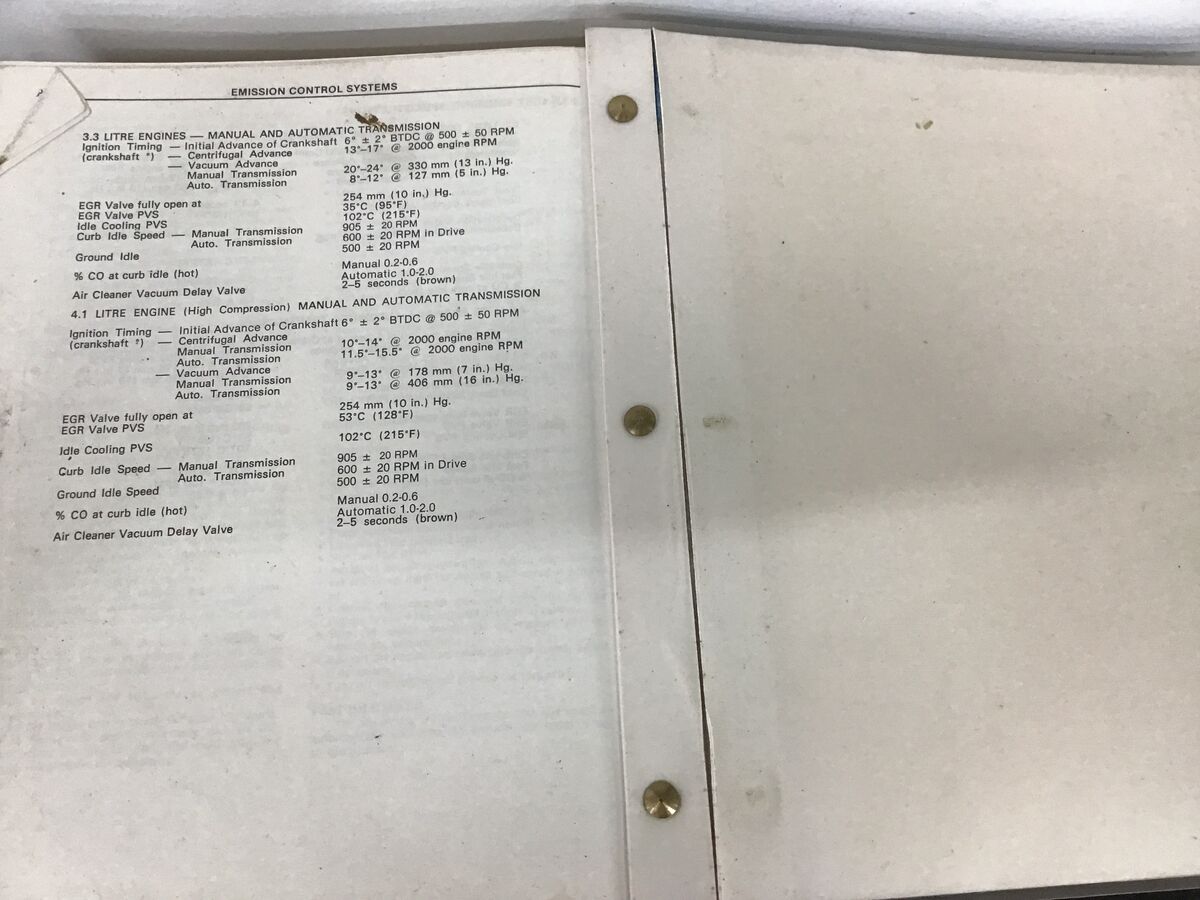 EMISSION CONTROL SYSTEMS
3.3 LITRE ENGINES — MANUAL AND AUTOMATIC TRANSMISSION
Ignition Timing — Initial Advance of Crankshaft 6° ± 2° BTDC @ 500 ± 50 RPM
(crankshaft °) — Centrifugal Advance 13°–17° @ 2000 engine RPM
— Vacuum Advance
Manual Transmission 20°–24° @ 330 mm (13 in.) Hg.
Auto. Transmission 8°–12° @ 127 mm (5 in.) Hg.
EGR Valve fully open at 254 mm (10 in.) Hg.
EGR Valve PVS 35°C (95°F)
Idle Cooling PVS 102°C (215°F)
Curb Idle Speed — Manual Transmission 905 ± 20 RPM
Auto. Transmission 600 ± 20 RPM in Drive
Ground Idle 500 ± 20 RPM
% CO at curb idle (hot) Manual 0.2-0.6
Automatic 1.0-2.0
Air Cleaner Vacuum Delay Valve 2–5 seconds (brown)
4.1 LITRE ENGINE (High Compression) MANUAL AND AUTOMATIC TRANSMISSION
Ignition Timing — Initial Advance of Crankshaft 6° ± 2° BTDC @ 500 ± 50 RPM
(crankshaft °) — Centrifugal Advance
Manual Transmission 10°–14° @ 2000 engine RPM
Auto. Transmission 11.5°–15.5° @ 2000 engine RPM
— Vacuum Advance
Manual Transmission 9°–13° @ 178 mm (7 in.) Hg.
Auto. Transmission 9°–13° @ 406 mm (16 in.) Hg.
EGR Valve fully open at 254 mm (10 in.) Hg.
EGR Valve PVS 53°C (128°F)
Idle Cooling PVS 102°C (215°F)
Curb Idle Speed — Manual Transmission 905 ± 20 RPM
Auto. Transmission 600 ± 20 RPM in Drive
Ground Idle Speed 500 ± 20 RPM
% CO at curb idle (hot) Manual 0.2-0.6
Automatic 1.0-2.0
Air Cleaner Vacuum Delay Valve 2–5 seconds (brown)